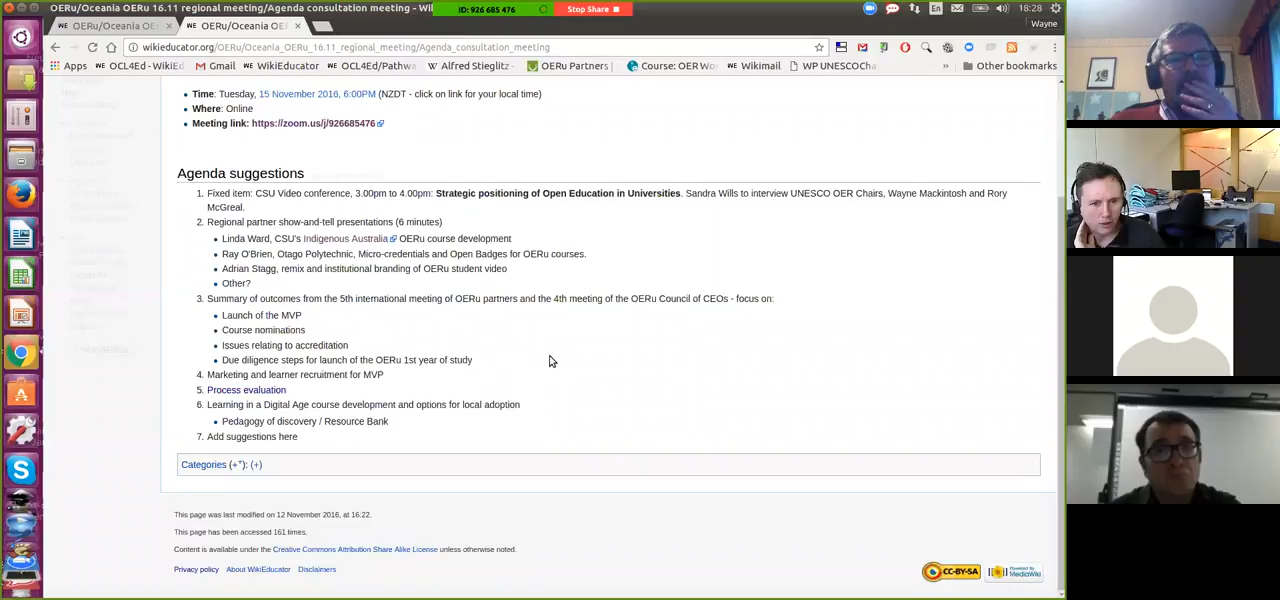 OERu/Oceania OERu 16.11 regional meeting/Agenda consultation meeting - Wi
ID: 926 685 476
Stop Share
En
18:28
OERu/Oceania OERu
OERu/Oceania OERu
Wayne
wikieducator.org/OERu/Oceania_OERu_16.11_regional_meeting/Agenda_consultation_meeting
Apps
OCL4Ed - WikiEd
Gmail
WikiEducator
OCL4Ed/Pathw
Alfred Stieglitz -
OERu Partners |
Course: OER Wo
Wikimail
WP UNESCOCha
»
Other bookmarks
Time: Tuesday, 15 November 2016, 6:00PM (NZDT - click on link for your local time)
Where: Online
Meeting link: https://zoom.us/j/926685476
Agenda suggestions
1. Fixed item: CSU Video conference, 3.00pm to 4.00pm: Strategic positioning of Open Education in Universities. Sandra Wills to interview UNESCO OER Chairs, Wayne Mackintosh and Rory
McGreal.
2. Regional partner show-and-tell presentations (6 minutes)
Linda Ward, CSU's Indigenous Australia OERu course development
Ray O'Brien, Otago Polytechnic, Micro-credentials and Open Badges for OERu courses.
Adrian Stagg, remix and institutional branding of OERu student video
Other?
3. Summary of outcomes from the 5th international meeting of OERu partners and the 4th meeting of the OERu Council of CEOs - focus on:
Launch of the MVP
Course nominations
Issues relating to accreditation
Due diligence steps for launch of the OERu 1st year of study
4. Marketing and learner recruitment for MVP
5. Process evaluation
6. Learning in a Digital Age course development and options for local adoption
Pedagogy of discovery / Resource Bank
7. Add suggestions here
Categories (+⁺): (+)
This page was last modified on 12 November 2016, at 16:22.
This page has been accessed 161 times.
Content is available under the Creative Commons Attribution Share Alike License unless otherwise noted.
Privacy policy
About WikiEducator
Disclaimers
CC-BY-SA
Powered By
MediaWiki